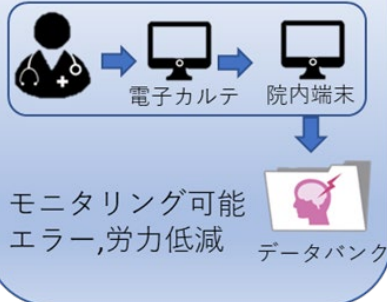 電子カルテ
院内端末
モニタリング可能
エラー,労力低減
データバンク